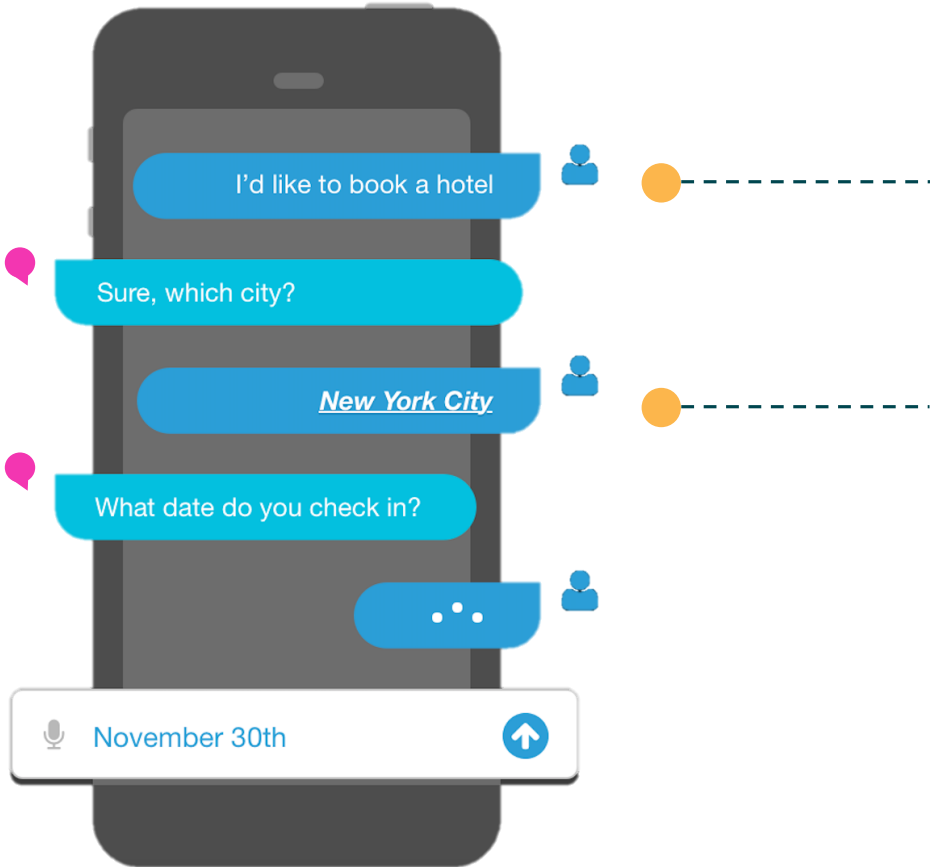 I’d like to book a hotel
Sure, which city?
New York City
What date do you check in?
November 30th